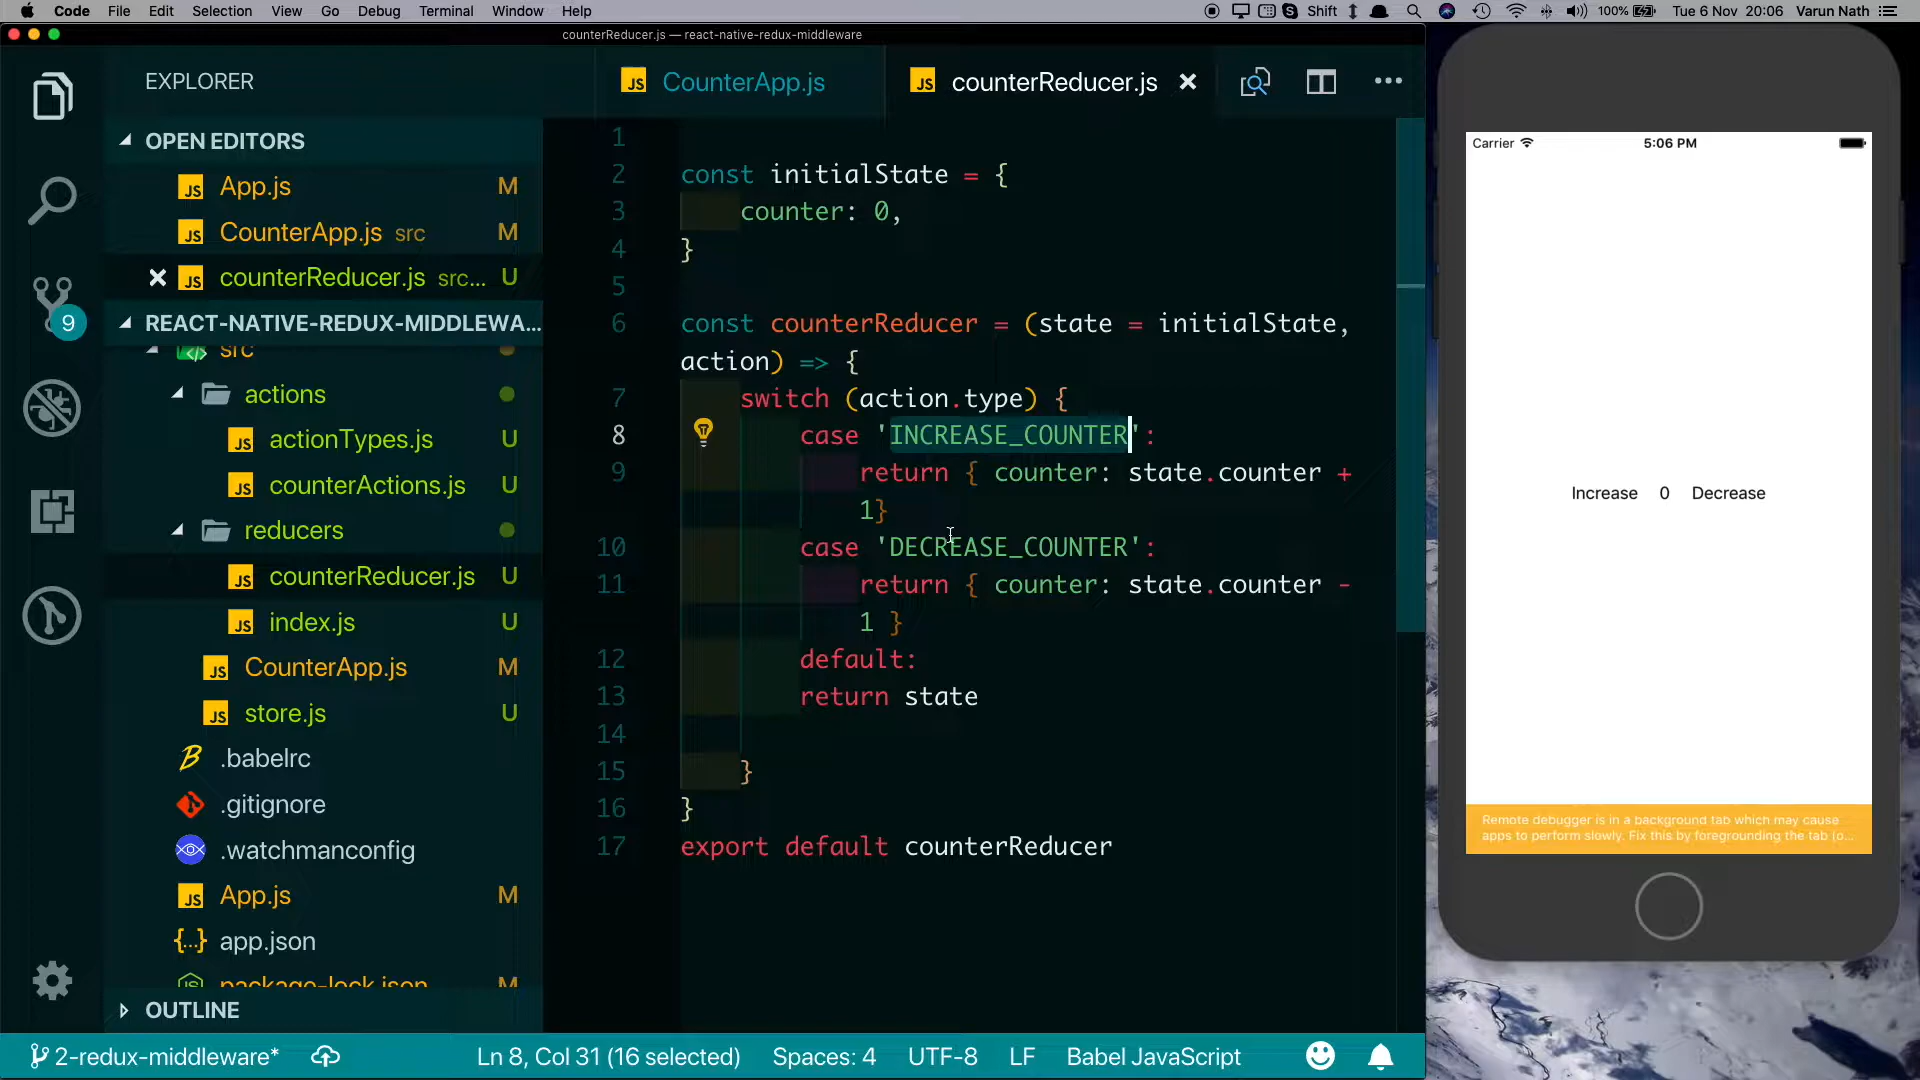 Code File Edit Selection View Go Debug Terminal Window Help Shift 100% Tue 6 Nov 20:06 Varun Nath
counterReducer.js — react-native-redux-middleware
EXPLORER
OPEN EDITORS
App.js M
CounterApp.js src M
counterReducer.js src... U
REACT-NATIVE-REDUX-MIDDLEWA...
src
actions
actionTypes.js U
counterActions.js U
reducers
counterReducer.js U
index.js U
CounterApp.js M
store.js U
.babelrc
.gitignore
.watchmanconfig
App.js M
app.json
package-lock.json M
OUTLINE
9
CounterApp.js counterReducer.js
1
2 const initialState = {
3 counter: 0,
4 }
5
6 const counterReducer = (state = initialState,
action) => {
7 switch (action.type) {
8 case 'INCREASE_COUNTER':
9 return { counter: state.counter +
1}
10 case 'DECREASE_COUNTER':
11 return { counter: state.counter -
1 }
12 default:
13 return state
14
15 }
16 }
17 export default counterReducer
2-redux-middleware* Ln 8, Col 31 (16 selected) Spaces: 4 UTF-8 LF Babel JavaScript
Carrier 5:06 PM
Increase 0 Decrease
Remote debugger is in a background tab which may cause
apps to perform slowly. Fix this by foregrounding the tab (o...